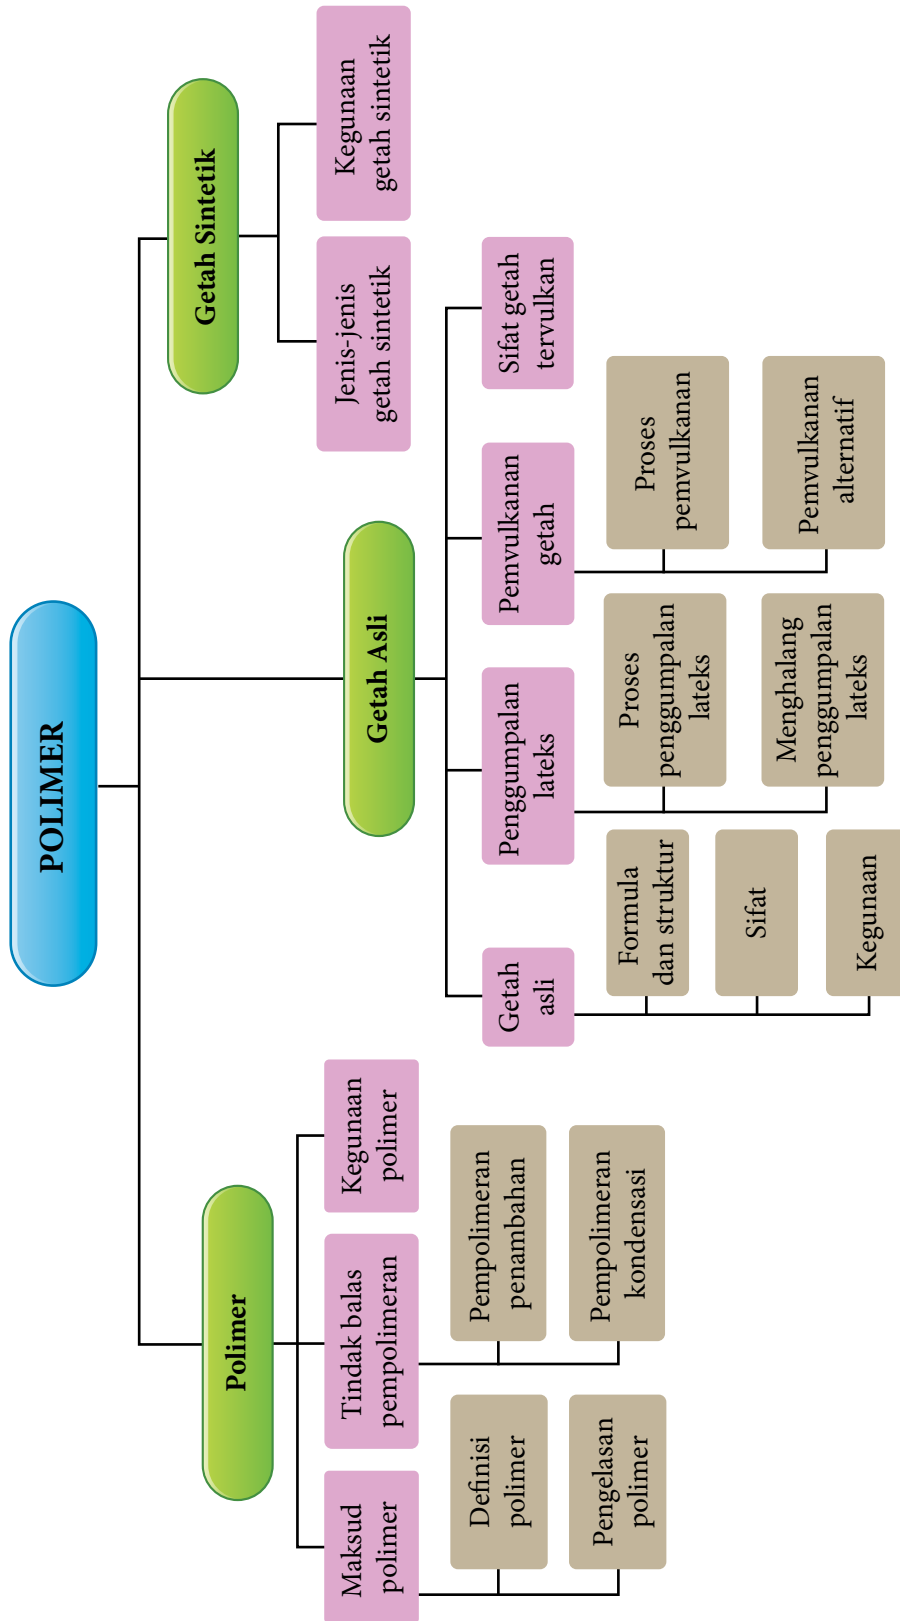 POLIMER
Polimer
Maksud
polimer
Definisi
polimer
Pengelasan
polimer
Tindak balas
pempolimeran
Pempolimeran
penambahan
Pempolimeran
kondensasi
Kegunaan
polimer
Getah Asli
Getah
asli
Formula
dan struktur
Sifat
Kegunaan
Penggumpalan
lateks
Proses
penggumpalan
lateks
Menghalang
penggumpalan
lateks
Pemvulkanan
getah
Proses
pemvulkanan
Pemvulkanan
alternatif
Sifat getah
tervulkan
Getah Sintetik
Jenis-jenis
getah sintetik
Kegunaan
getah sintetik